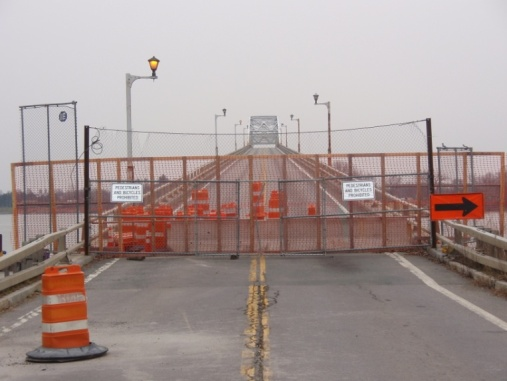 PEDESTRIANS
AND BICYCLES
PROHIBITED
PEDESTRIANS
AND BICYCLES
PROHIBITED